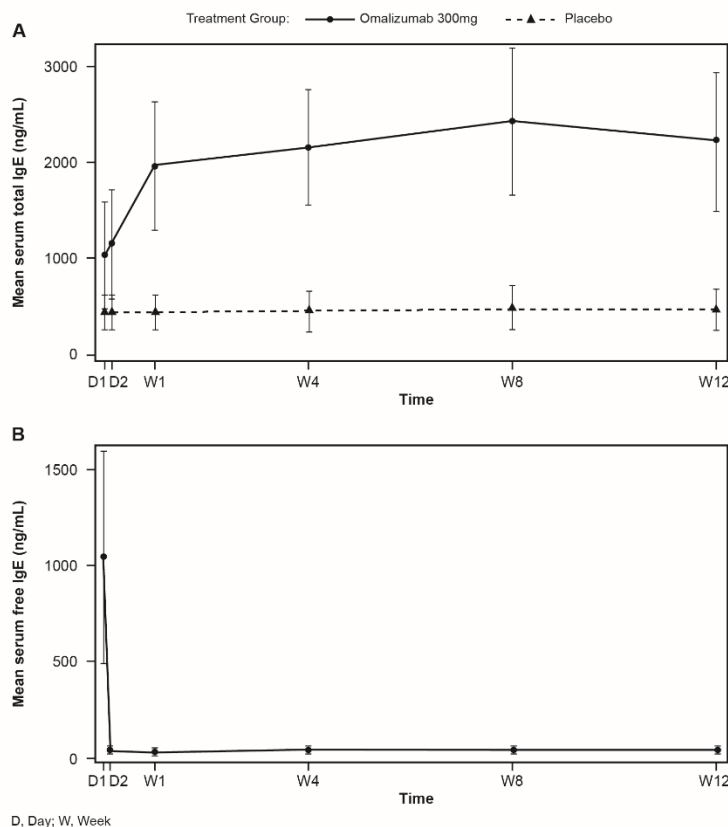 Treatment Group: Omalizumab 300mg Placebo
A
Mean serum total IgE (ng/mL)
3000
2000
1000
0
D1 D2 W1 W4 W8 W12
Time
B
Mean serum free IgE (ng/mL)
1500
1000
500
0
D1 D2 W1 W4 W8 W12
Time
D, Day; W, Week